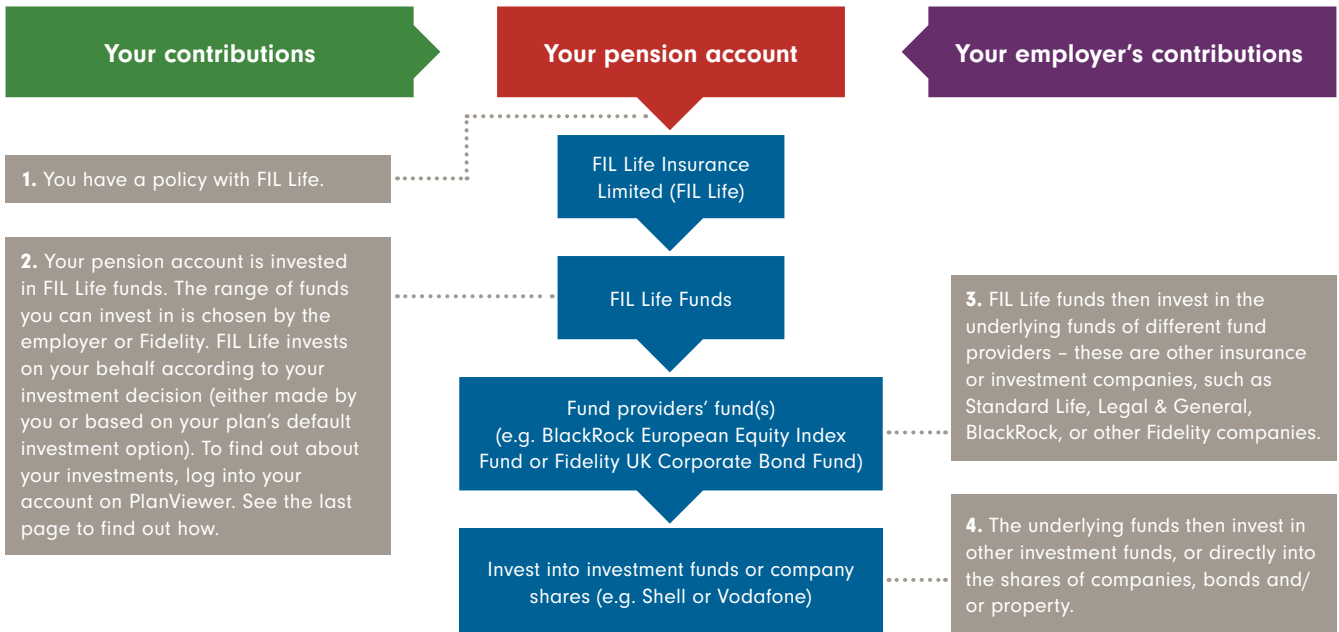 Your contributions
Your pension account
Your employer's contributions
1. You have a policy with FIL Life.
FIL Life Insurance
Limited (FIL Life)
2. Your pension account is invested
in FIL Life funds. The range of funds
you can invest in is chosen by the
employer or Fidelity. FIL Life invests
on your behalf according to your
investment decision (either made by
you or based on your plan's default
investment option). To find out about
your investments, log into your
account on PlanViewer. See the last
page to find out how.
FIL Life Funds
3. FIL Life funds then invest in the
underlying funds of different fund
providers – these are other insurance
or investment companies, such as
Standard Life, Legal & General,
BlackRock, or other Fidelity companies.
Fund providers' fund(s)
(e.g. BlackRock European Equity Index
Fund or Fidelity UK Corporate Bond Fund)
4. The underlying funds then invest in
other investment funds, or directly into
the shares of companies, bonds and/
or property.
Invest into investment funds or company
shares (e.g. Shell or Vodafone)